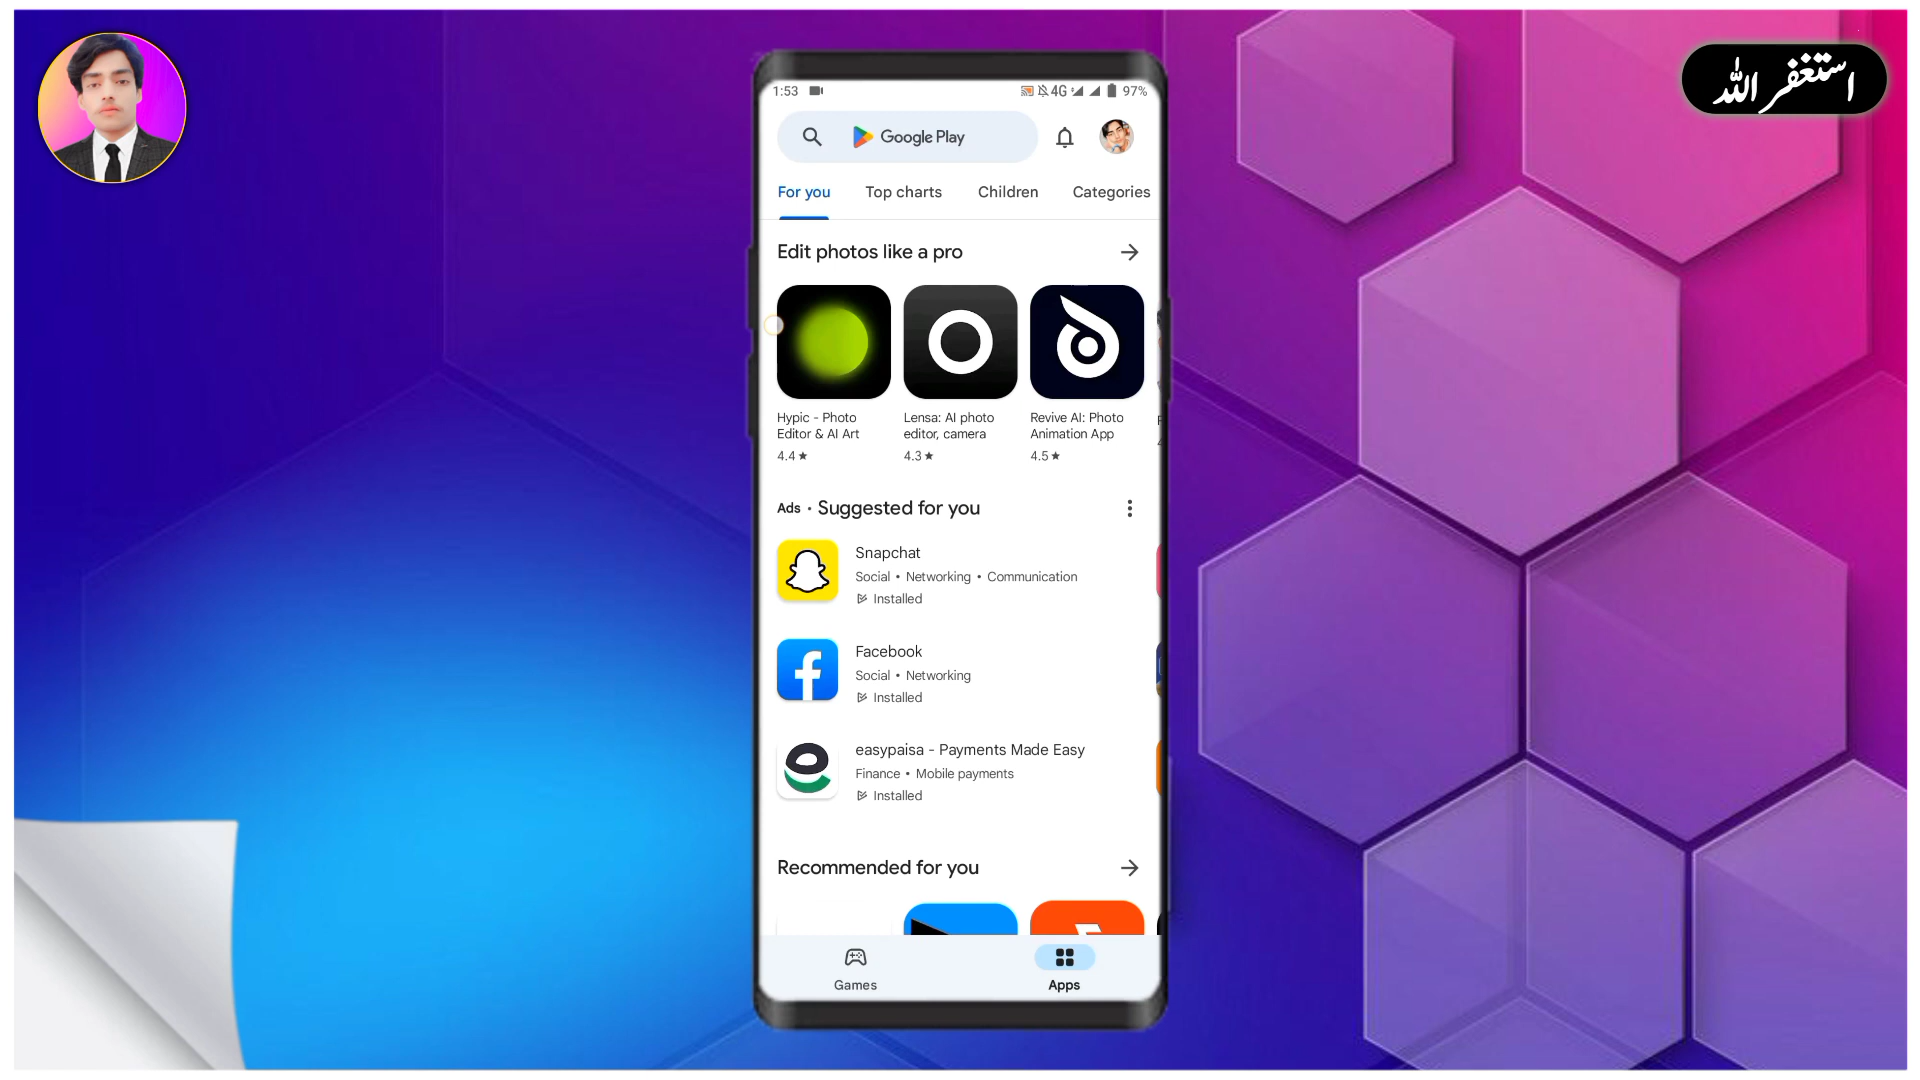 استغفر الله
1:53 4G 97%
Google Play
For you Top charts Children Categories
Edit photos like a pro
Hypic - Photo Editor & AI Art
4.4★
Lensa: AI photo editor, camera
4.3★
Revive AI: Photo Animation App
4.5★
Ads • Suggested for you
Snapchat
Social • Networking • Communication
Installed
Facebook
Social • Networking
Installed
easypaisa - Payments Made Easy
Finance • Mobile payments
Installed
Recommended for you
Games Apps